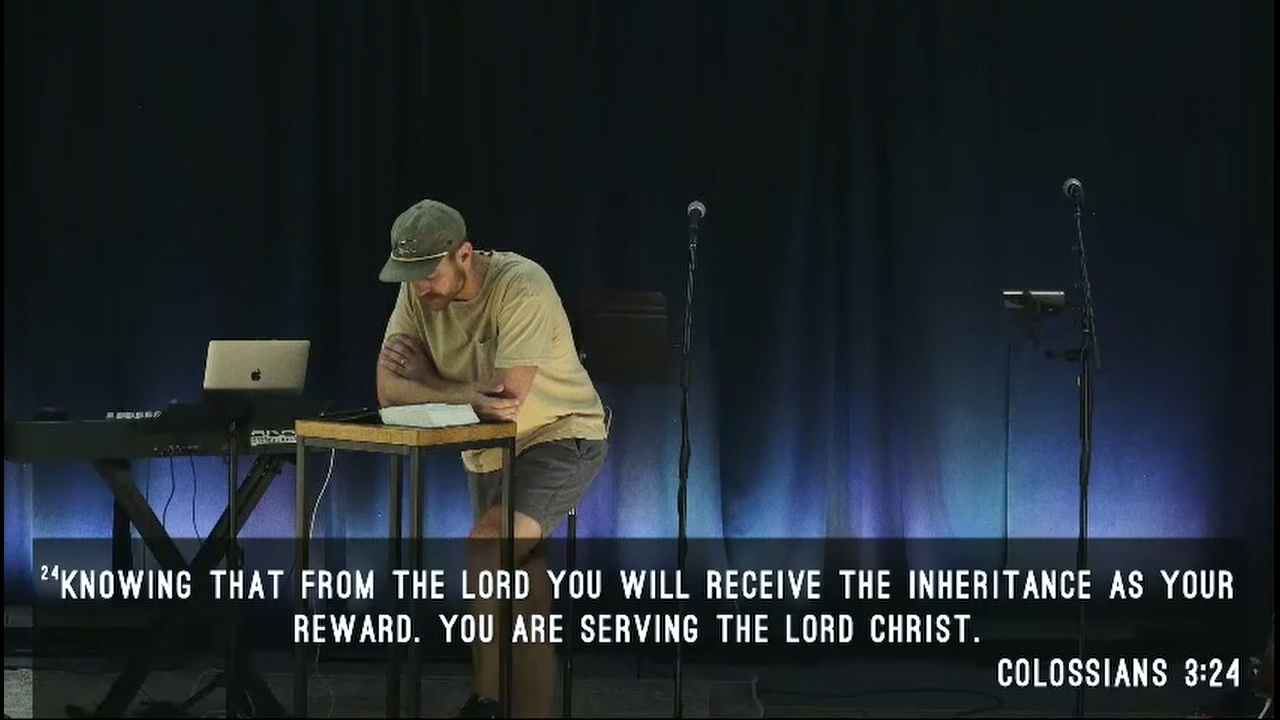 24KNOWING THAT FROM THE LORD YOU WILL RECEIVE THE INHERITANCE AS YOUR
REWARD. YOU ARE SERVING THE LORD CHRIST.
COLOSSIANS 3:24